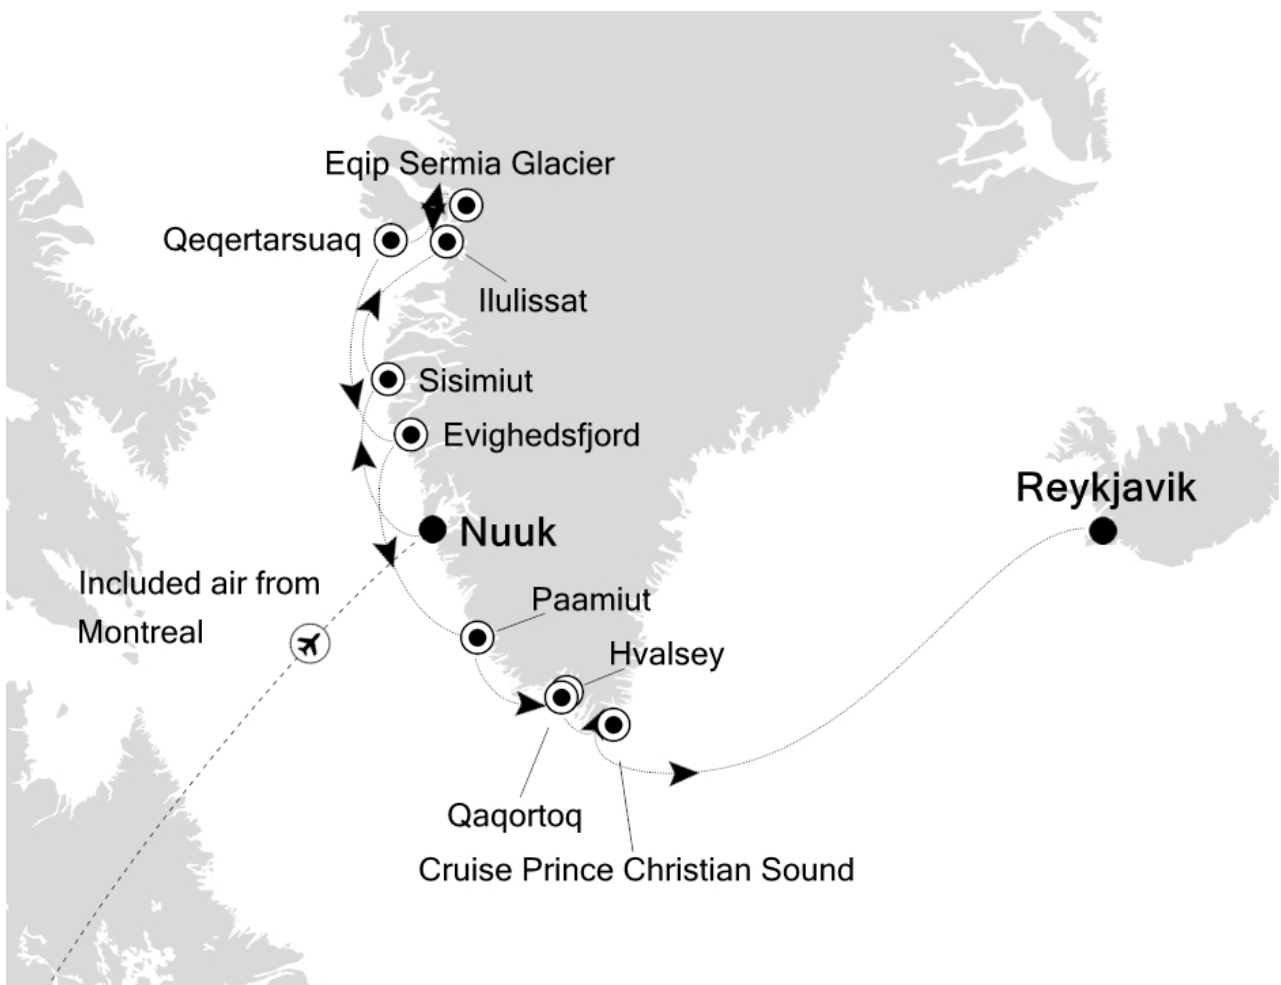 Eqip Sermia Glacier
Qeqertarsuaq
Ilulissat
Sisimiut
Evighedsfjord
Reykjavik
Nuuk
Included air from
Montreal
Paamiut
Hvalsey
Qaqortoq
Cruise Prince Christian Sound